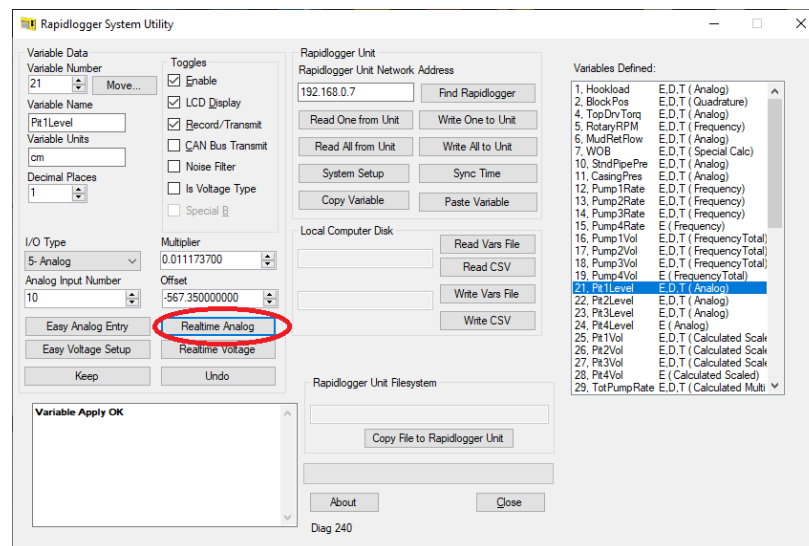 Rapidlogger System Utility
Variable Data
Variable Number
21
Move...
Variable Name
Pit1Level
Variable Units
cm
Decimal Places
1
Toggles
Enable
LCD Display
Record/Transmit
CAN Bus Transmit
Noise Filter
Is Voltage Type
Special B
I/O Type
5- Analog
Multiplier
0.011173700
Analog Input Number
10
Offset
-567.350000000
Easy Analog Entry
Realtime Analog
Easy Voltage Setup
Realtime Voltage
Keep
Undo
Variable Apply OK
Rapidlogger Unit
Rapidlogger Unit Network Address
192.168.0.7
Find Rapidlogger
Read One from Unit
Write One to Unit
Read All from Unit
Write All to Unit
System Setup
Sync Time
Copy Variable
Paste Variable
Local Computer Disk
Read Vars File
Read CSV
Write Vars File
Write CSV
Rapidlogger Unit Filesystem
Copy File to Rapidlogger Unit
About
Close
Diag 240
Variables Defined:
1, Hookload E,D,T ( Analog)
2, BlockPos E,D,T ( Quadrature)
4, TopDrvTorq E,D,T ( Analog)
5, RotaryRPM E,D,T ( Frequency)
6, MudRetFlow E,D,T ( Analog)
7, WOB E,D,T ( Special Calc)
10, StndPipePre E,D,T ( Analog)
11, CasingPres E,D,T ( Analog)
12, Pump1Rate E,D,T ( Frequency)
13, Pump2Rate E,D,T ( Frequency)
14, Pump3Rate E,D,T ( Frequency)
15, Pump4Rate E ( Frequency)
16, Pump1Vol E,D,T ( FrequencyTotal)
17, Pump2Vol E,D,T ( FrequencyTotal)
18, Pump3Vol E,D,T ( FrequencyTotal)
19, Pump4Vol E ( FrequencyTotal)
21, Pit1Level E,D,T ( Analog)
22, Pit2Level E,D,T ( Analog)
23, Pit3Level E,D,T ( Analog)
24, Pit4Level E ( Analog)
25, Pit1Vol E,D,T ( Calculated Scale
26, Pit2Vol E,D,T ( Calculated Scale
27, Pit3Vol E,D,T ( Calculated Scale
28, Pit4Vol E ( Calculated Scaled)
29, TotPumpRate E,D,T ( Calculated Multi